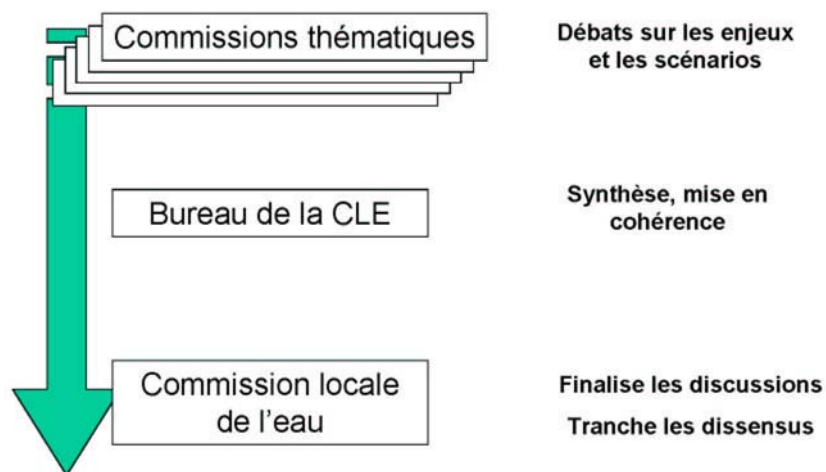 Commissions thématiques
Débats sur les enjeux
et les scénarios
Bureau de la CLE
Synthèse, mise en
cohérence
Commission locale
de l'eau
Finalise les discussions
Tranche les dissensus